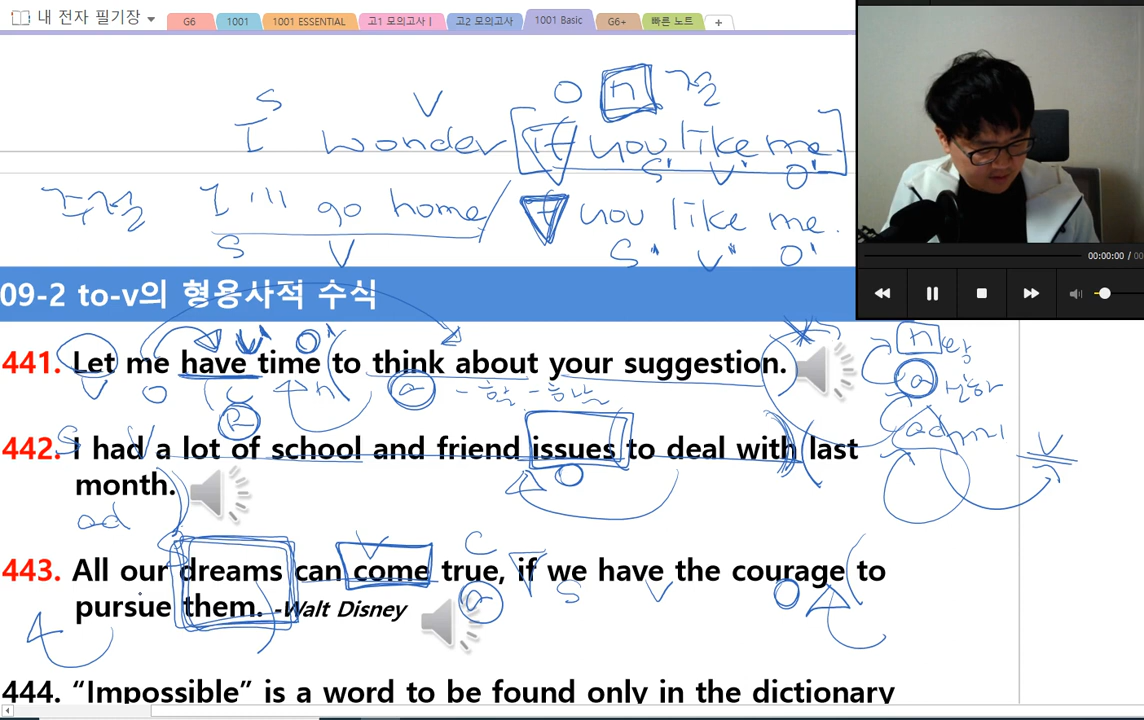 내 전자 필기장 G6 1001 1001 ESSENTIAL 고1 모의고사 I 고2 모의고사 1001 Basic G6+ 빠른 노트 +
S V O n 절
I wonder [if you like me.]
S' V' O'
I'll go home / if you like me.
S V S' V' O'
00:00:00 / 00
09-2 to-v의 형용사적 수식
V' O'
441. Let me have time to think about your suggestion.
V O C n a -할 -하는
442. I had a lot of school and friend issues to deal with last
month.
S V O
ad
V C
443. All our dreams can come true, if we have the courage to
pursue them. -Walt Disney
a S V O
444. “Impossible” is a word to be found only in the dictionary